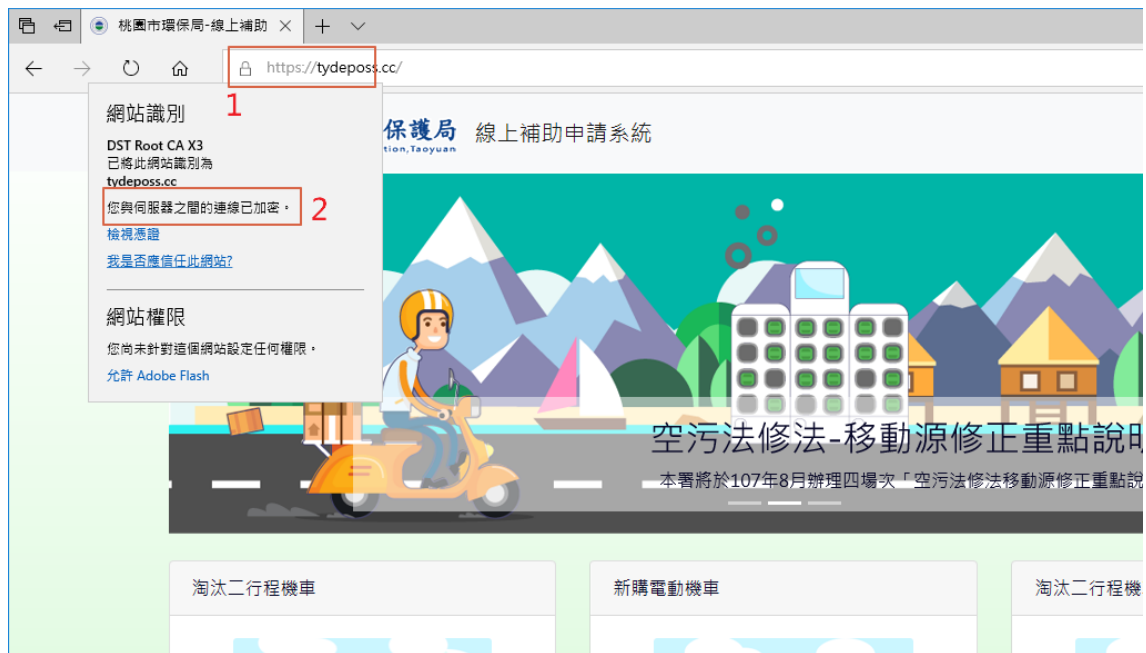 桃園市環保局-線上補助
https://tydeposs.cc/
1
網站識別
DST Root CA X3
已將此網站識別為
tydeposs.cc
您與伺服器之間的連線已加密。
2
檢視憑證
我是否應信任此網站?
網站權限
您尚未針對這個網站設定任何權限。
允許 Adobe Flash
保護局 線上補助申請系統
tion,Taoyuan
空污法修法-移動源修正重點說明
本署將於107年8月辦理四場次「空污法修法移動源修正重點說
淘汰二行程機車
新購電動機車
淘汰二行程機